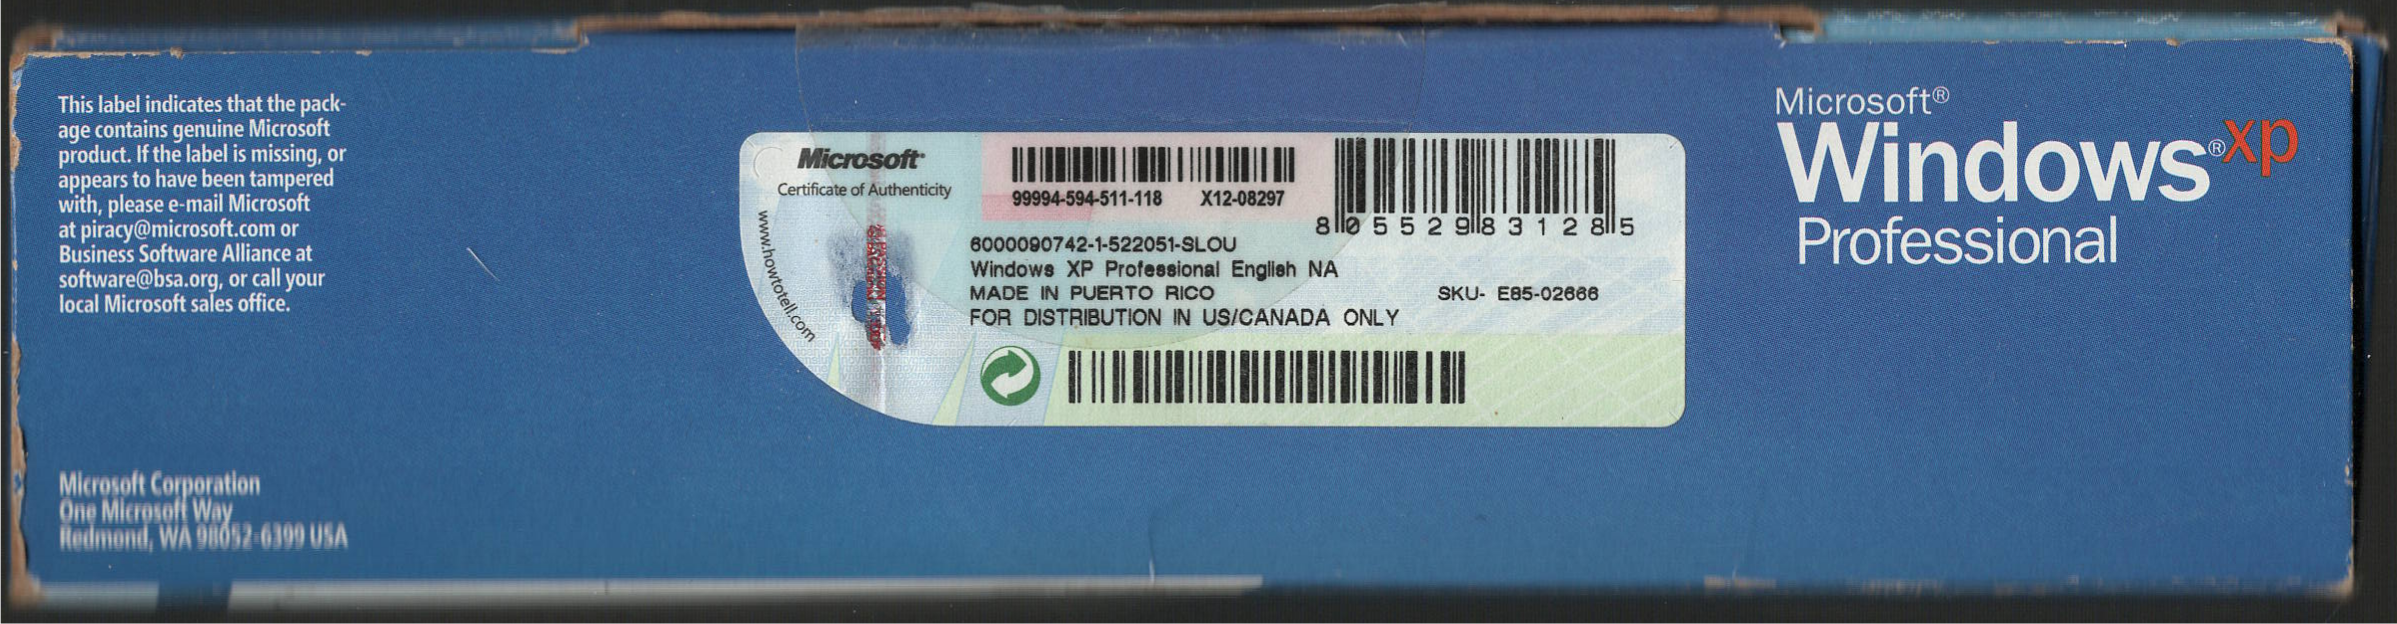 This label indicates that the pack-
age contains genuine Microsoft
product. If the label is missing, or
appears to have been tampered
with, please e-mail Microsoft
at piracy@microsoft.com or
Business Software Alliance at
software@bsa.org, or call your
local Microsoft sales office.
Microsoft Corporation
One Microsoft Way
Redmond, WA 98052-6399 USA
Microsoft®
Certificate of Authenticity
www.howtotell.com
99994-594-511-118 X12-08297
8 05529 83128 5
6000090742-1-522051-SLOU
Windows XP Professional English NA
MADE IN PUERTO RICO SKU- E85-02666
FOR DISTRIBUTION IN US/CANADA ONLY
Microsoft®
Windows®xp
Professional